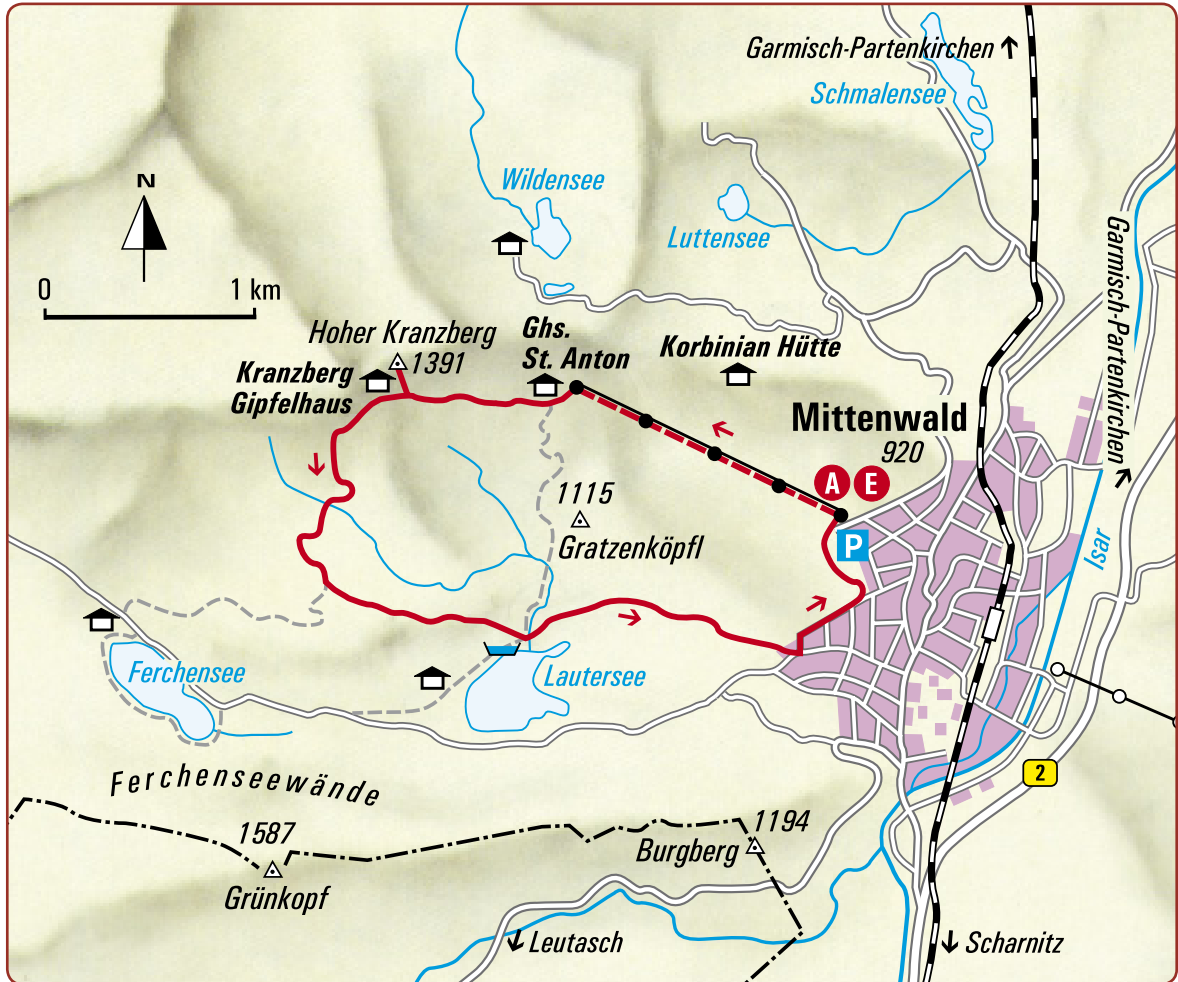 Garmisch-Partenkirchen
Schmalensee
N
Wildensee
Luttensee
Garmisch-Partenkirchen
0 1 km
Hoher Kranzberg
1391
Ghs.
St. Anton
Korbinian Hütte
Kranzberg
Gipfelhaus
Mittenwald
920
A E
1115
Gratzenköpfl
P
Isar
Ferchensee
Lautersee
Ferchenseewände
2
1587
Grünkopf
1194
Burgberg
Leutasch
Scharnitz